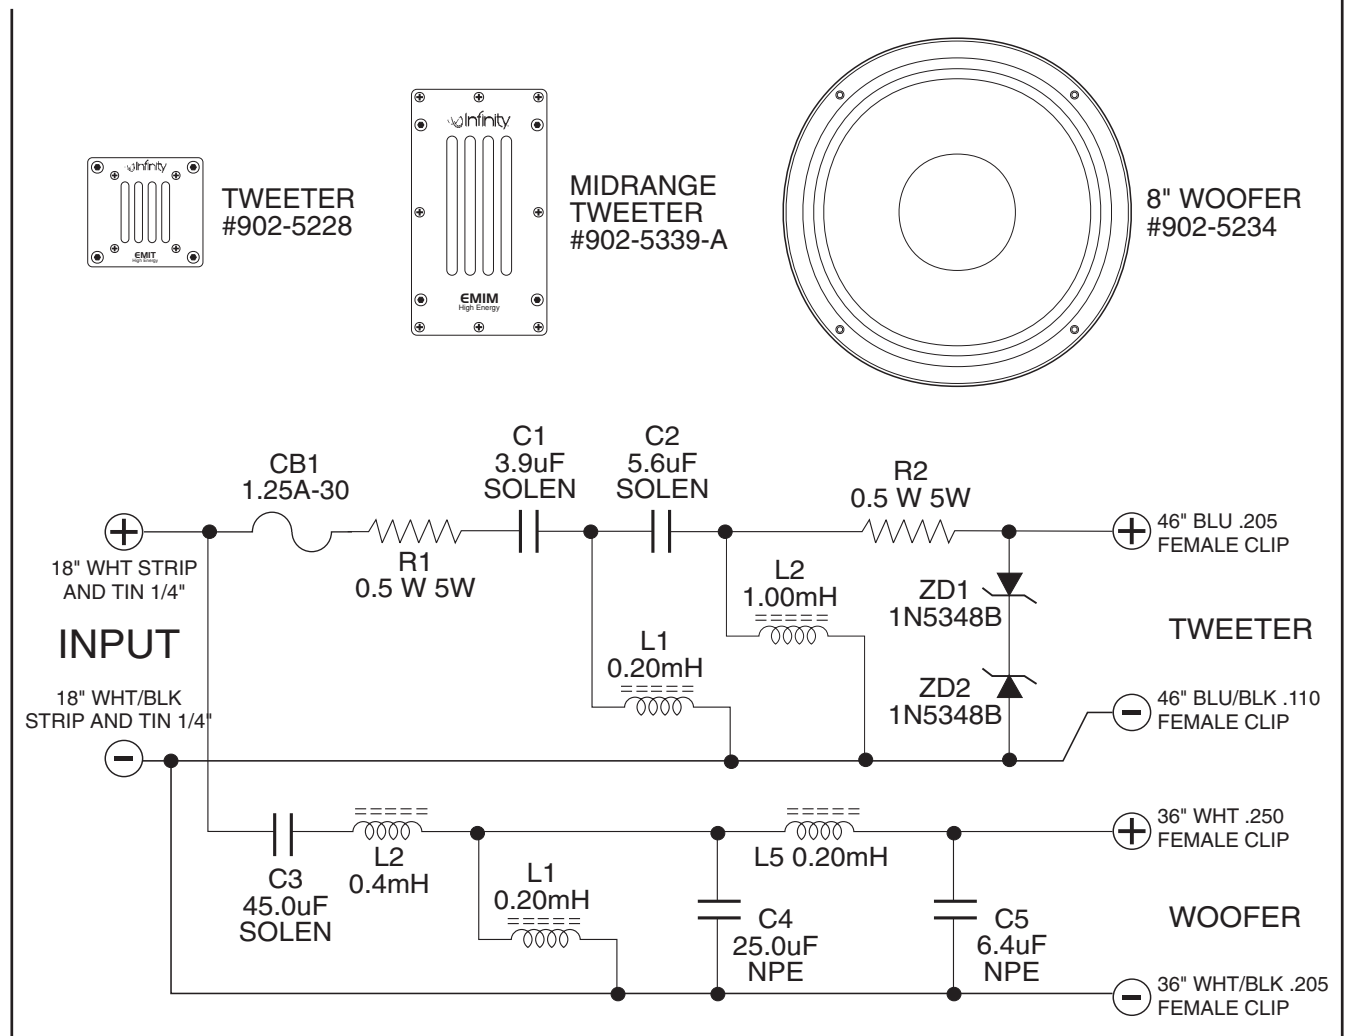 Infinity
EMIT
High Energy
TWEETER
#902-5228
Infinity
EMIM
High Energy
MIDRANGE
TWEETER
#902-5339-A
8" WOOFER
#902-5234
CB1
1.25A-30
R1
0.5 W 5W
C1
3.9uF
SOLEN
C2
5.6uF
SOLEN
R2
0.5 W 5W
L1
0.20mH
L2
1.00mH
ZD1
1N5348B
ZD2
1N5348B
+
18" WHT STRIP
AND TIN 1/4"
INPUT
18" WHT/BLK
STRIP AND TIN 1/4"
−
+
46" BLU .205
FEMALE CLIP
TWEETER
−
46" BLU/BLK .110
FEMALE CLIP
C3
45.0uF
SOLEN
L2
0.4mH
L1
0.20mH
C4
25.0uF
NPE
L5 0.20mH
C5
6.4uF
NPE
+
36" WHT .250
FEMALE CLIP
WOOFER
−
36" WHT/BLK .205
FEMALE CLIP